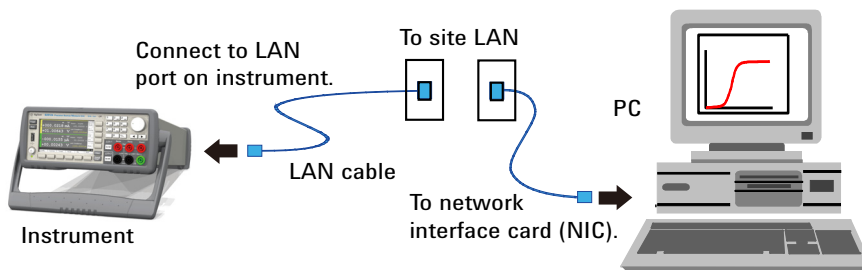 Connect to LAN
port on instrument.
To site LAN
PC
LAN cable
To network
interface card (NIC).
Instrument